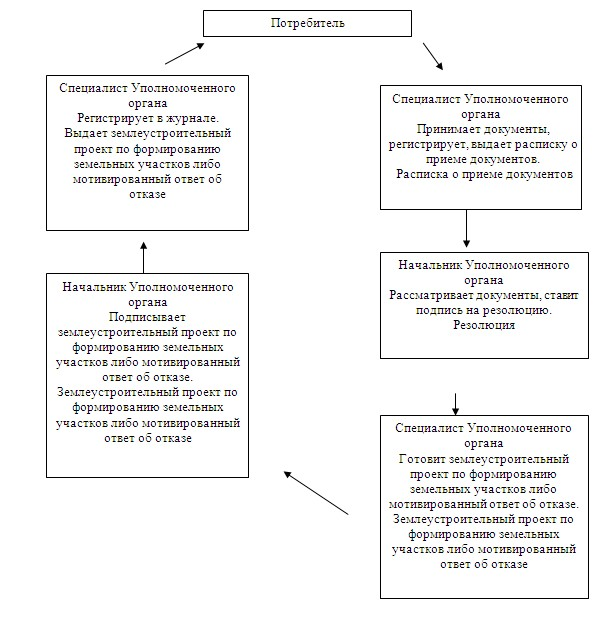 Потребитель
Специалист Уполномоченного
органа
Регистрирует в журнале.
Выдает землеустроительный
проект по формированию
земельных участков либо
мотивированный ответ об
отказе
Специалист Уполномоченного
органа
Принимает документы,
регистрирует, выдает расписку о
приеме документов.
Расписка о приеме документов
Начальник Уполномоченного
органа
Рассматривает документы, ставит
подпись на резолюцию.
Резолюция
Начальник Уполномоченного
органа
Подписывает
землеустроительный проект по
формированию земельных
участков либо мотивированный
ответ об отказе.
Землеустроительный проект по
формированию земельных
участков либо мотивированный
ответ об отказе
Специалист Уполномоченного
органа
Готовит землеустроительный
проект по формированию
земельных участков либо
мотивированный ответ об отказе.
Землеустроительный проект по
формированию земельных
участков либо мотивированный
ответ об отказе